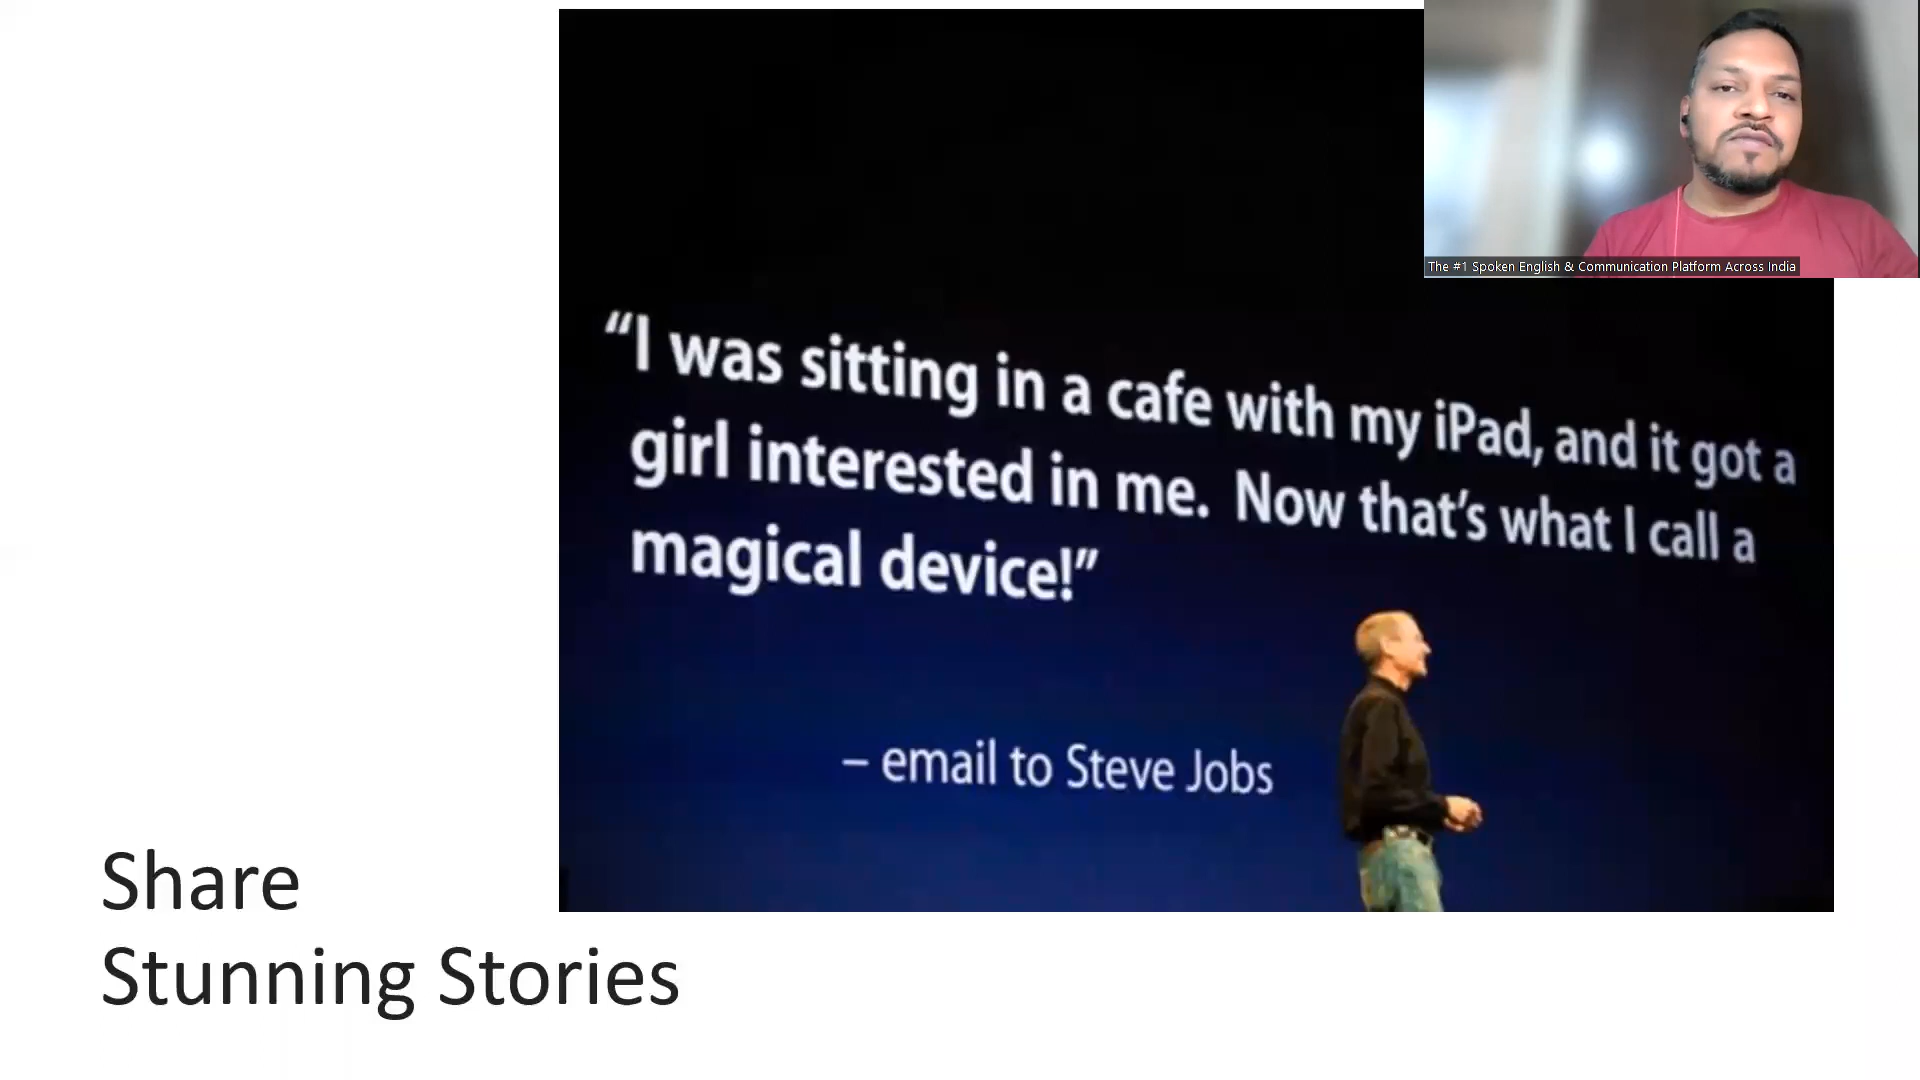 The #1 Spoken English & Communication Platform Across India
“I was sitting in a cafe with my iPad, and it got a
girl interested in me. Now that’s what I call a
magical device!”
– email to Steve Jobs
Share
Stunning Stories